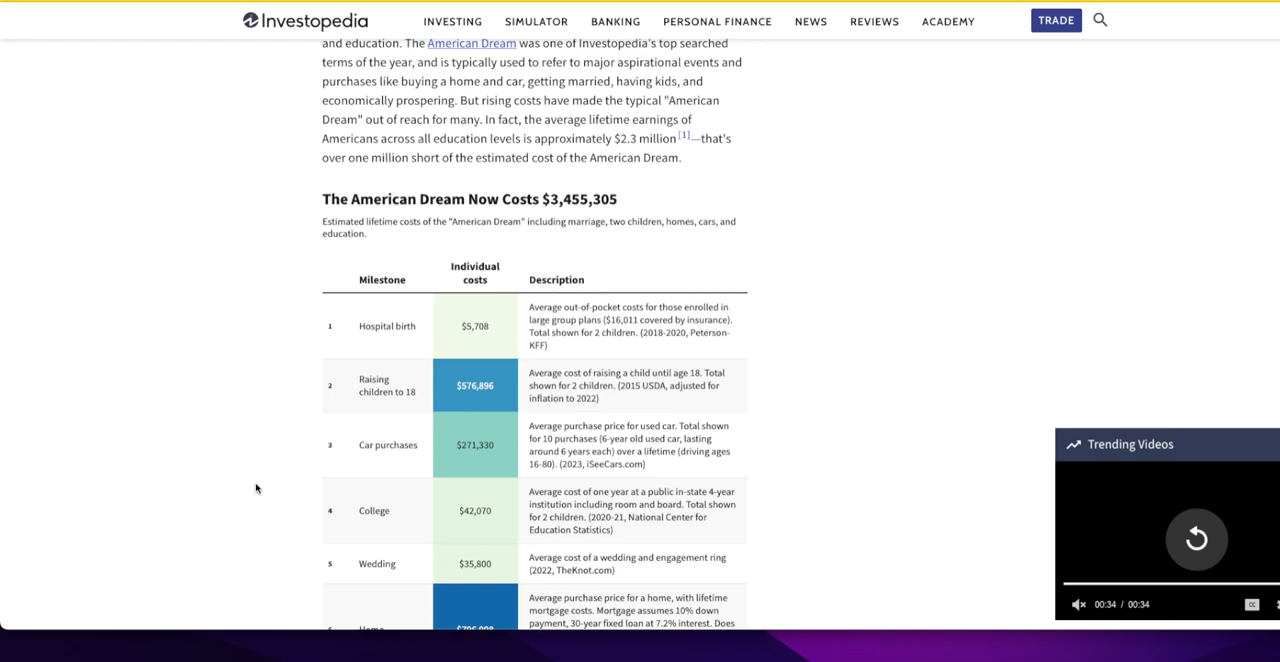 Investopedia
INVESTING SIMULATOR BANKING PERSONAL FINANCE NEWS REVIEWS ACADEMY TRADE
and education. The American Dream was one of Investopedia's top searched
terms of the year, and is typically used to refer to major aspirational events and
purchases like buying a home and car, getting married, having kids, and
economically prospering. But rising costs have made the typical "American
Dream" out of reach for many. In fact, the average lifetime earnings of
Americans across all education levels is approximately $2.3 million [1]—that's
over one million short of the estimated cost of the American Dream.
The American Dream Now Costs $3,455,305
Estimated lifetime costs of the "American Dream" including marriage, two children, homes, cars, and
education.
Milestone
Individual
costs
Description
1
Hospital birth
$5,708
Average out-of-pocket costs for those enrolled in
large group plans ($16,011 covered by insurance).
Total shown for 2 children. (2018-2020, Peterson-
KFF)
2
Raising
children to 18
$576,896
Average cost of raising a child until age 18. Total
shown for 2 children. (2015 USDA, adjusted for
inflation to 2022)
3
Car purchases
$271,330
Average purchase price for used car. Total shown
for 10 purchases (6-year old used car, lasting
around 6 years each) over a lifetime (driving ages
16-80). (2023, iSeeCars.com)
4
College
$42,070
Average cost of one year at a public in-state 4-year
institution including room and board. Total shown
for 2 children. (2020-21, National Center for
Education Statistics)
5
Wedding
$35,800
Average cost of a wedding and engagement ring
(2022, TheKnot.com)
Average purchase price for a home, with lifetime
mortgage costs. Mortgage assumes 10% down
payment, 30-year fixed loan at 7.2% interest. Does
Trending Videos
00:34 / 00:34
CC